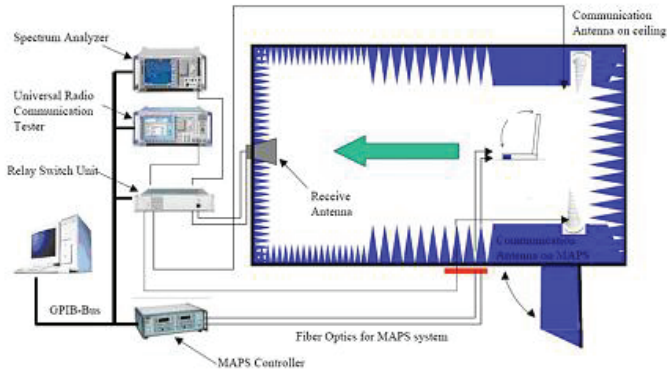 Communication
Antenna on ceiling
Spectrum Analyzer
Universal Radio
Communication
Tester
Relay Switch Unit
Receive
Antenna
Communication
Antenna on MAPS
GPIB-Bus
Fiber Optics for MAPS system
MAPS Controller